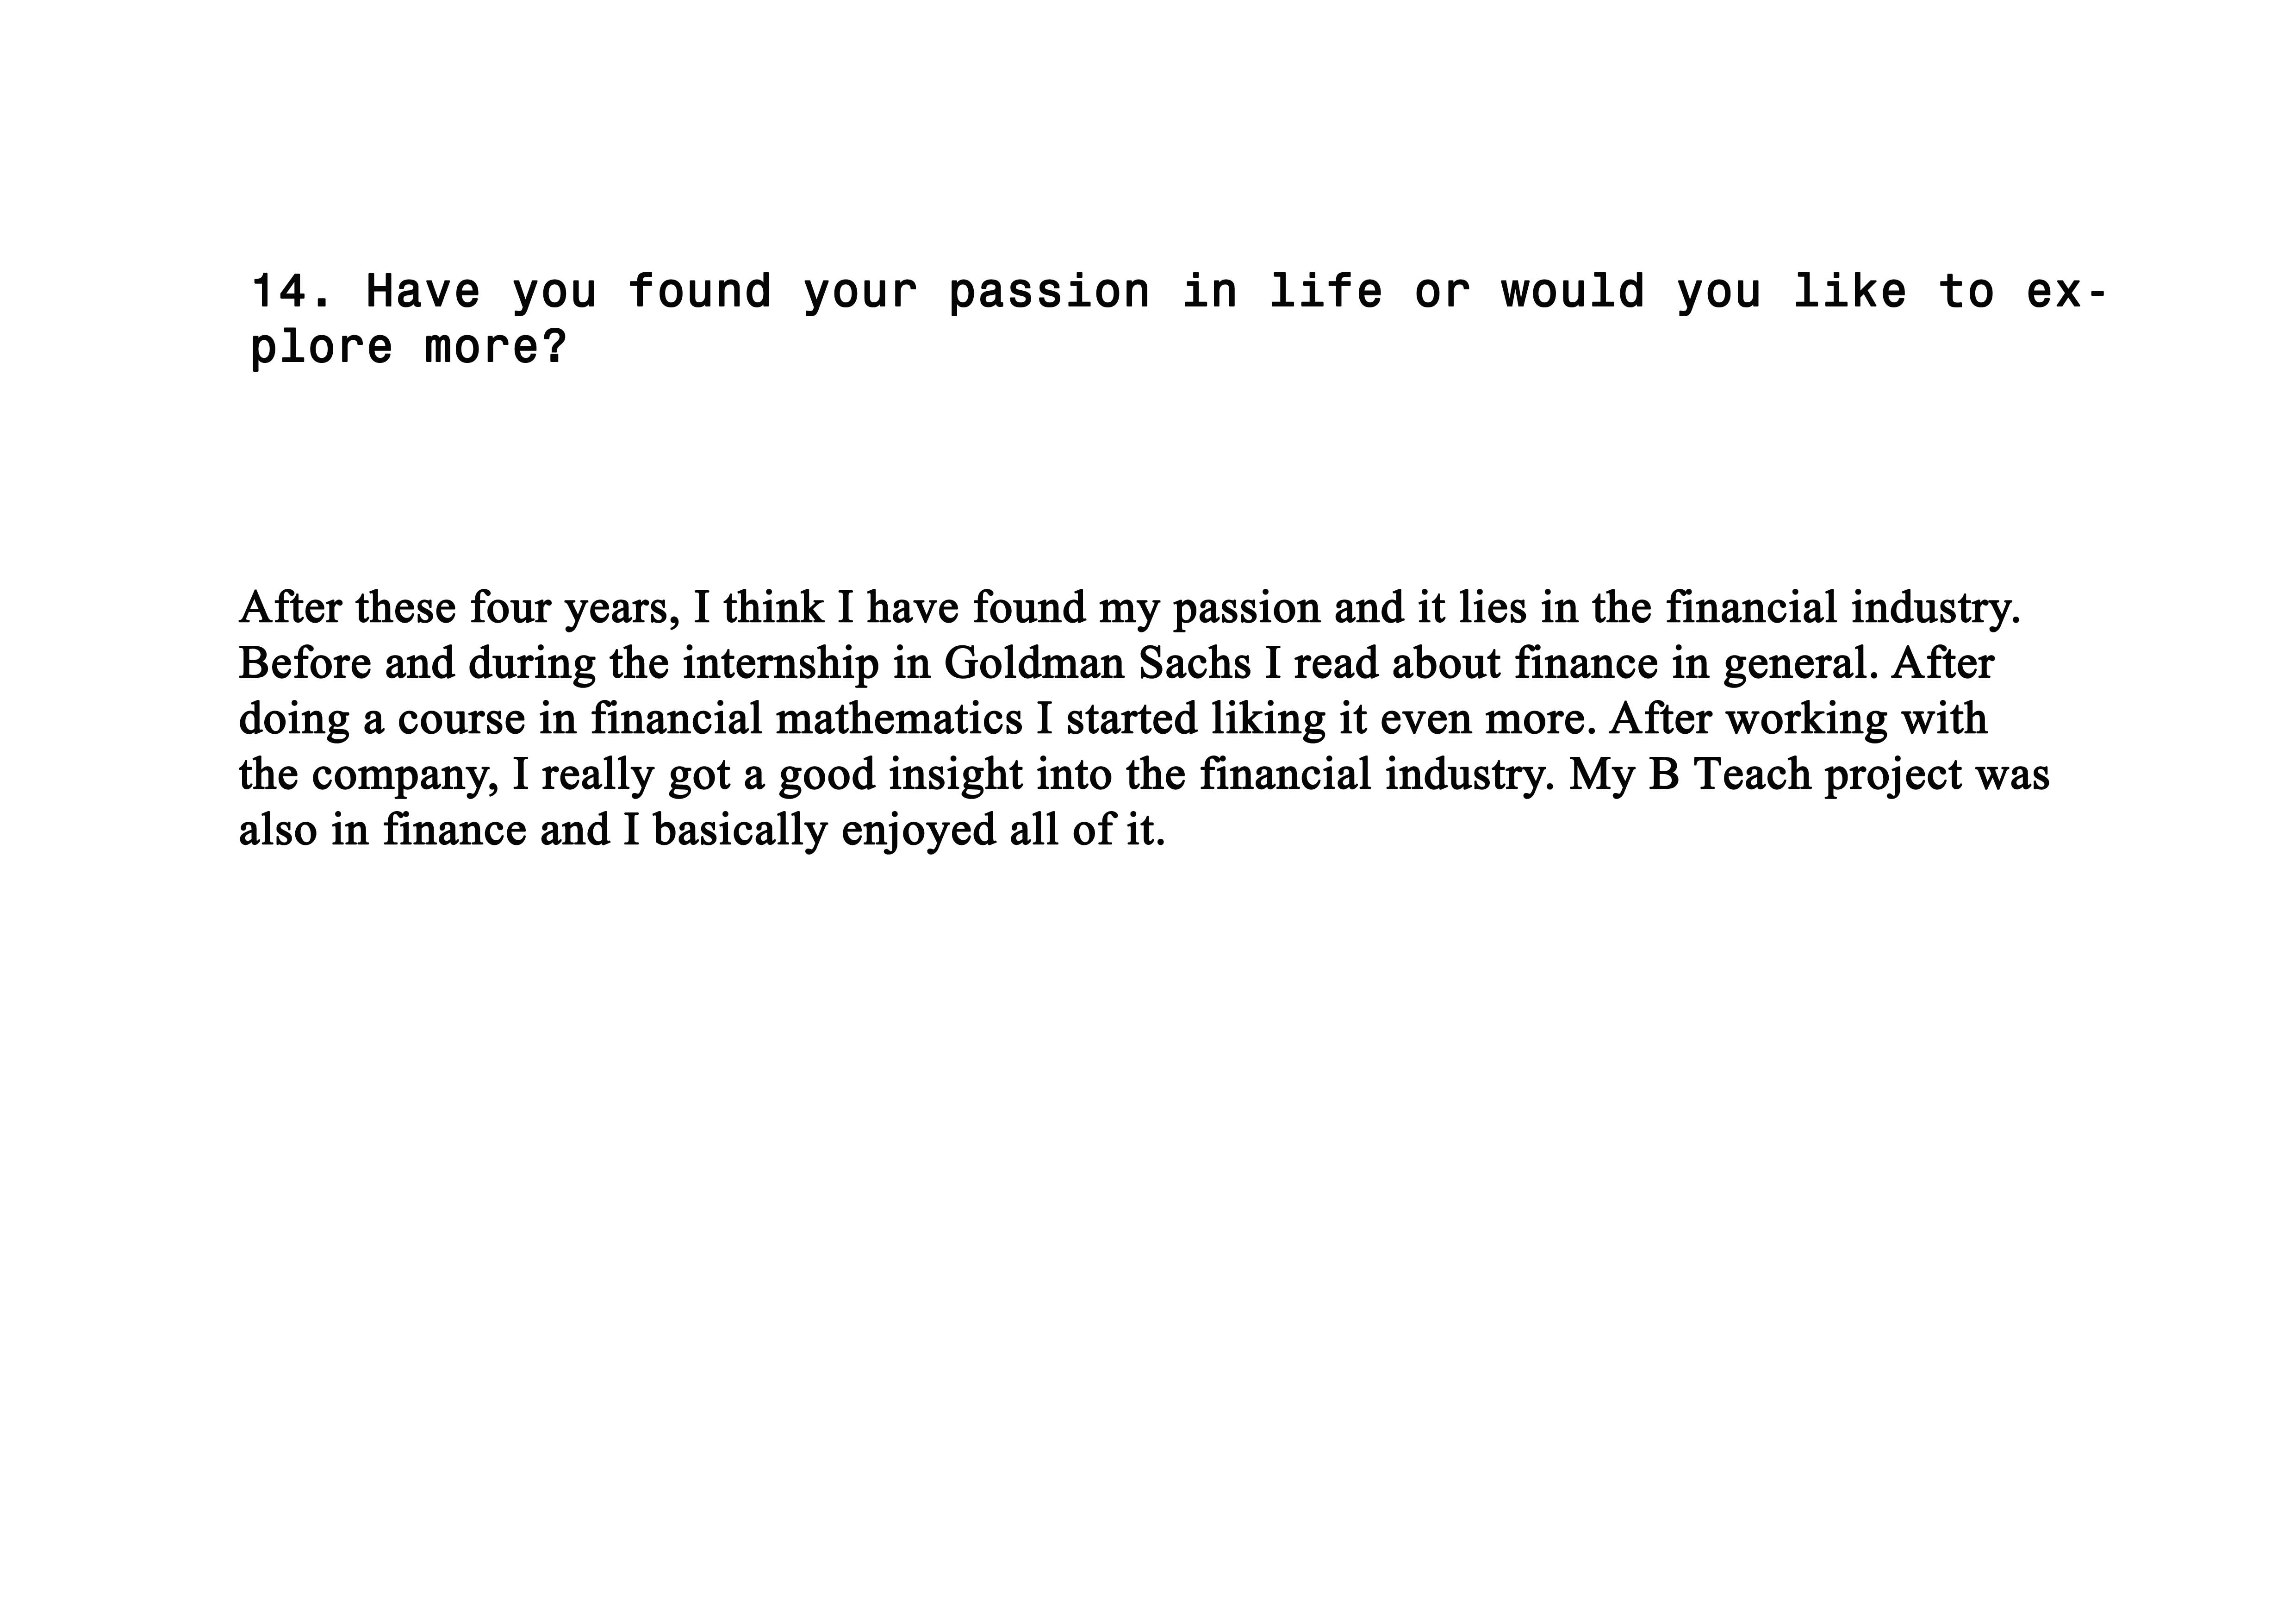 14. Have you found your passion in life or would you like to ex-
plore more?
After these four years, I think I have found my passion and it lies in the financial industry.
Before and during the internship in Goldman Sachs I read about finance in general. After
doing a course in financial mathematics I started liking it even more. After working with
the company, I really got a good insight into the financial industry. My B Teach project was
also in finance and I basically enjoyed all of it.